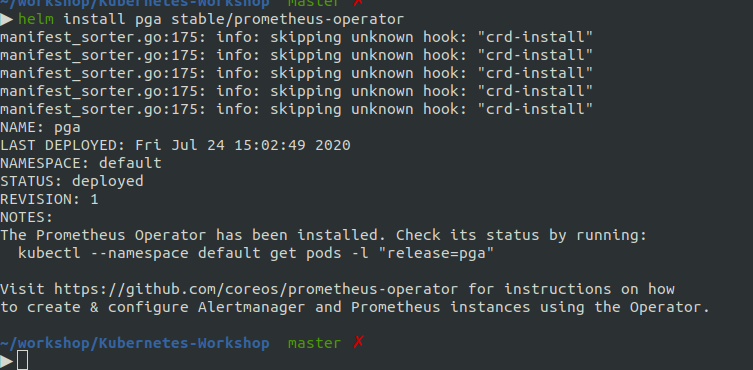 ~/workshop/Kubernetes-Workshop master ✗
▶ helm install pga stable/prometheus-operator
manifest_sorter.go:175: info: skipping unknown hook: "crd-install"
manifest_sorter.go:175: info: skipping unknown hook: "crd-install"
manifest_sorter.go:175: info: skipping unknown hook: "crd-install"
manifest_sorter.go:175: info: skipping unknown hook: "crd-install"
manifest_sorter.go:175: info: skipping unknown hook: "crd-install"
NAME: pga
LAST DEPLOYED: Fri Jul 24 15:02:49 2020
NAMESPACE: default
STATUS: deployed
REVISION: 1
NOTES:
The Prometheus Operator has been installed. Check its status by running:
  kubectl --namespace default get pods -l "release=pga"
Visit https://github.com/coreos/prometheus-operator for instructions on how
to create & configure Alertmanager and Prometheus instances using the Operator.
~/workshop/Kubernetes-Workshop master ✗
▶